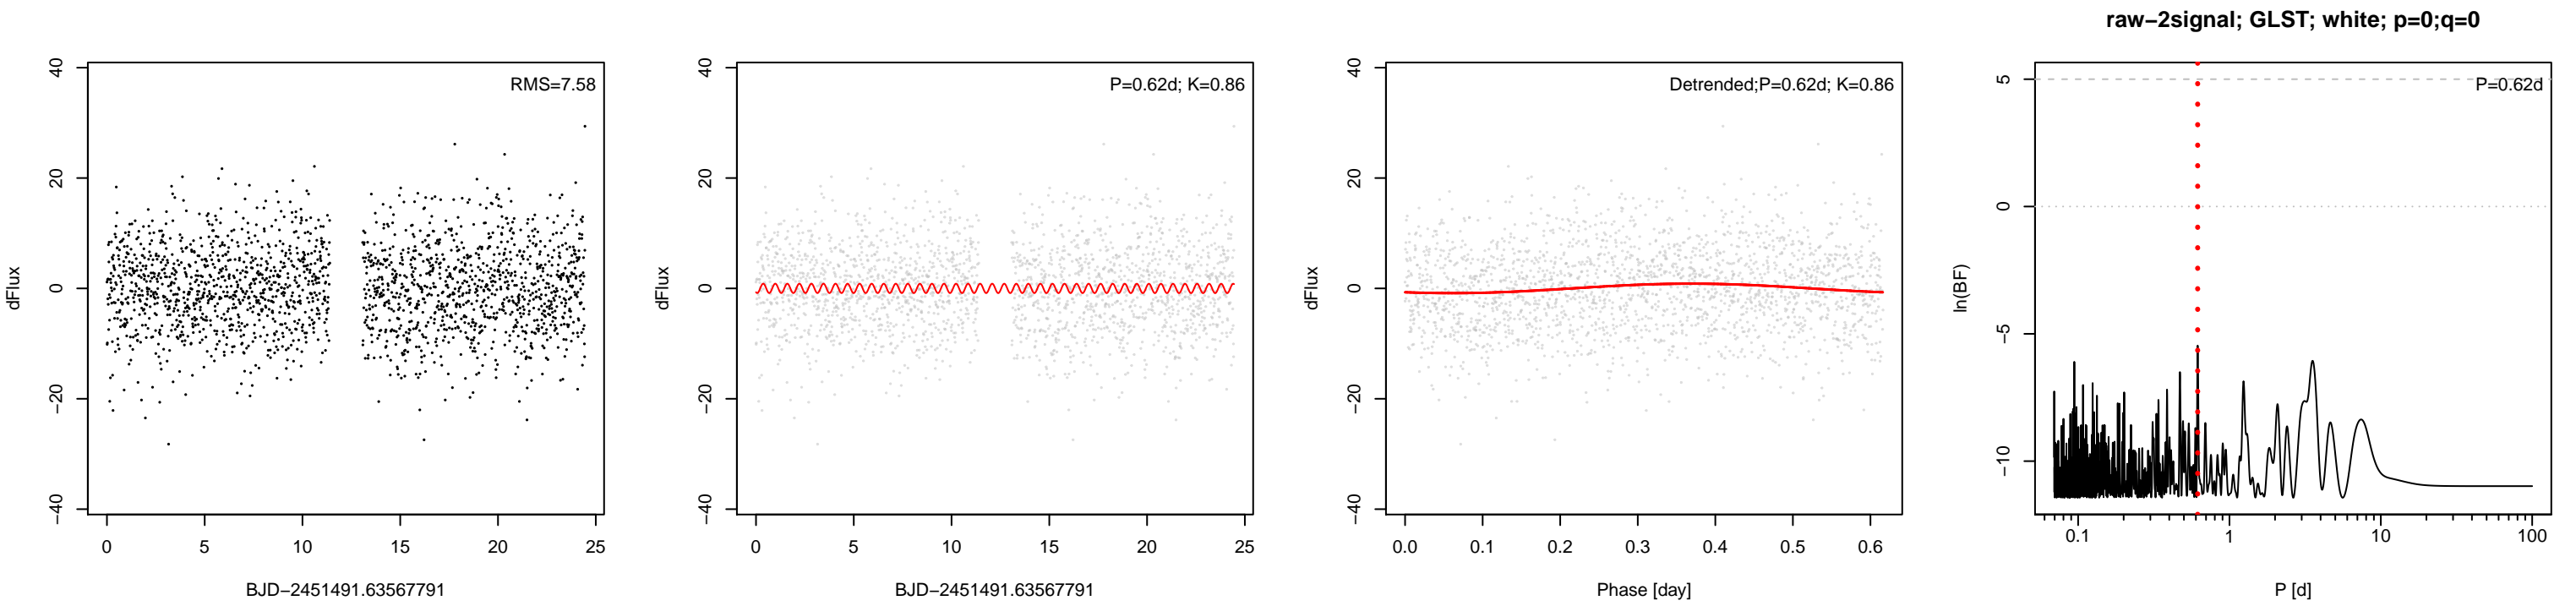 raw−2signal; GLST; white; p=0;q=0
dFlux
40
20
0
−20
−40
RMS=7.58
0 5 10 15 20 25
BJD−2451491.63567791
dFlux
40
20
0
−20
−40
P=0.62d; K=0.86
0 5 10 15 20 25
BJD−2451491.63567791
dFlux
40
20
0
−20
−40
Detrended;P=0.62d; K=0.86
0.0 0.1 0.2 0.3 0.4 0.5 0.6
Phase [day]
ln(BF)
5
0
−5
−10
P=0.62d
0.1 1 10 100
P [d]